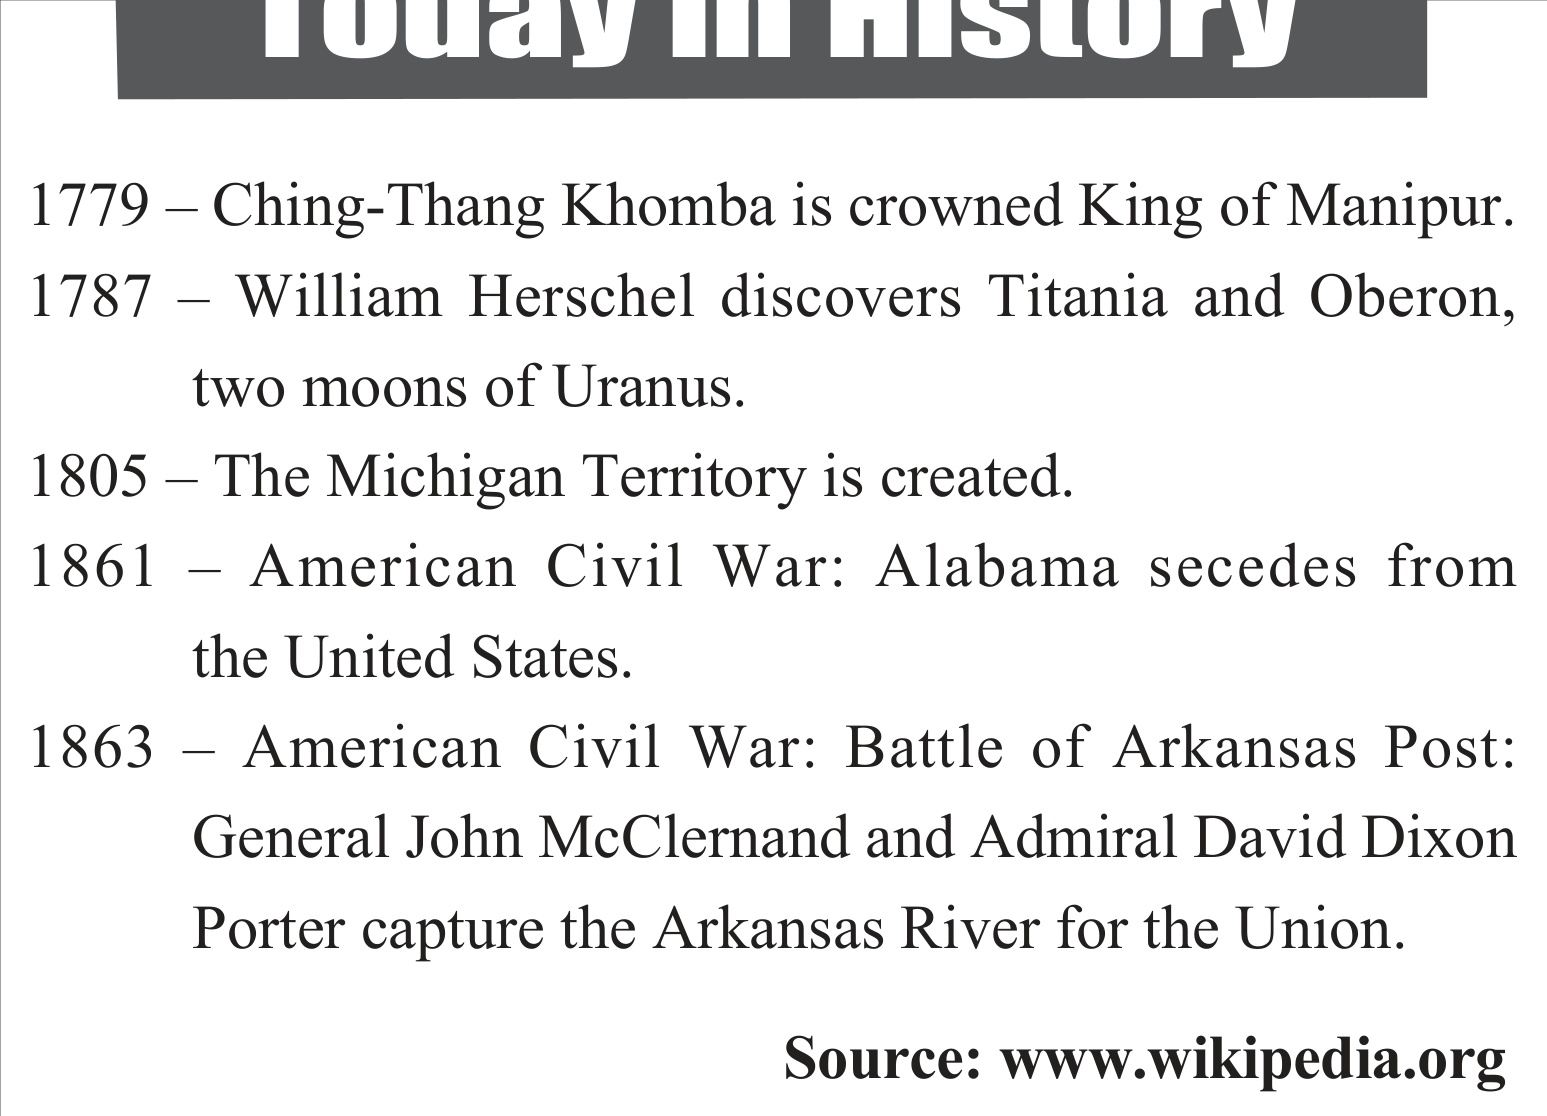 Today in History
1779 – Ching-Thang Khomba is crowned King of Manipur.
1787 – William Herschel discovers Titania and Oberon,
two moons of Uranus.
1805 – The Michigan Territory is created.
1861 – American Civil War: Alabama secedes from
the United States.
1863 – American Civil War: Battle of Arkansas Post:
General John McClernand and Admiral David Dixon
Porter capture the Arkansas River for the Union.
Source: www.wikipedia.org